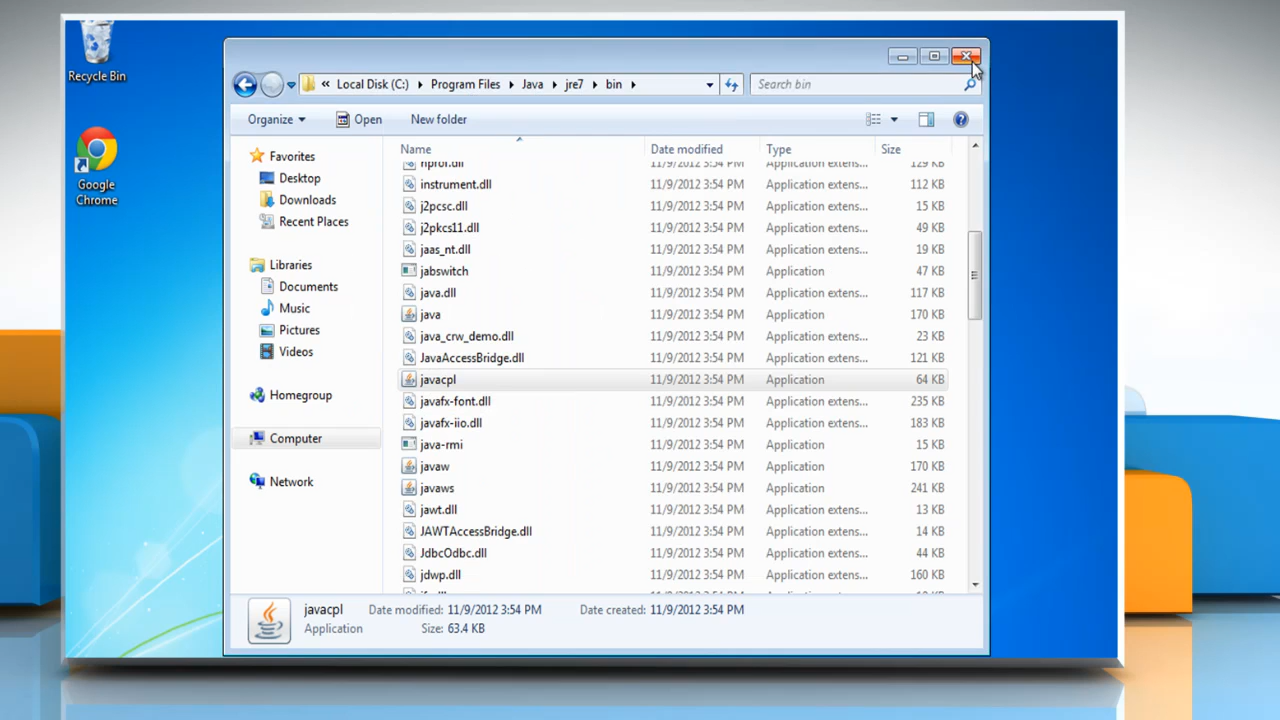 Recycle Bin
Google
Chrome
« Local Disk (C:) Program Files Java jre7 bin
Search bin
Organize Open New folder
Favorites
Desktop
Downloads
Recent Places
Libraries
Documents
Music
Pictures
Videos
Homegroup
Computer
Network
Name Date modified Type Size
11/9/2012 3:54 PM Application extens... 129 KB
instrument.dll 11/9/2012 3:54 PM Application extens... 112 KB
j2pcsc.dll 11/9/2012 3:54 PM Application extens... 15 KB
j2pkcs11.dll 11/9/2012 3:54 PM Application extens... 49 KB
jaas_nt.dll 11/9/2012 3:54 PM Application extens... 19 KB
jabswitch 11/9/2012 3:54 PM Application 47 KB
java.dll 11/9/2012 3:54 PM Application extens... 117 KB
java 11/9/2012 3:54 PM Application 170 KB
java_crw_demo.dll 11/9/2012 3:54 PM Application extens... 23 KB
JavaAccessBridge.dll 11/9/2012 3:54 PM Application extens... 121 KB
javacpl 11/9/2012 3:54 PM Application 64 KB
javafx-font.dll 11/9/2012 3:54 PM Application extens... 235 KB
javafx-iio.dll 11/9/2012 3:54 PM Application extens... 183 KB
java-rmi 11/9/2012 3:54 PM Application 15 KB
javaw 11/9/2012 3:54 PM Application 170 KB
javaws 11/9/2012 3:54 PM Application 241 KB
jawt.dll 11/9/2012 3:54 PM Application extens... 13 KB
JAWTAccessBridge.dll 11/9/2012 3:54 PM Application extens... 14 KB
JdbcOdbc.dll 11/9/2012 3:54 PM Application extens... 44 KB
jdwp.dll 11/9/2012 3:54 PM Application extens... 160 KB
javacpl Date modified: 11/9/2012 3:54 PM Date created: 11/9/2012 3:54 PM
Application Size: 63.4 KB